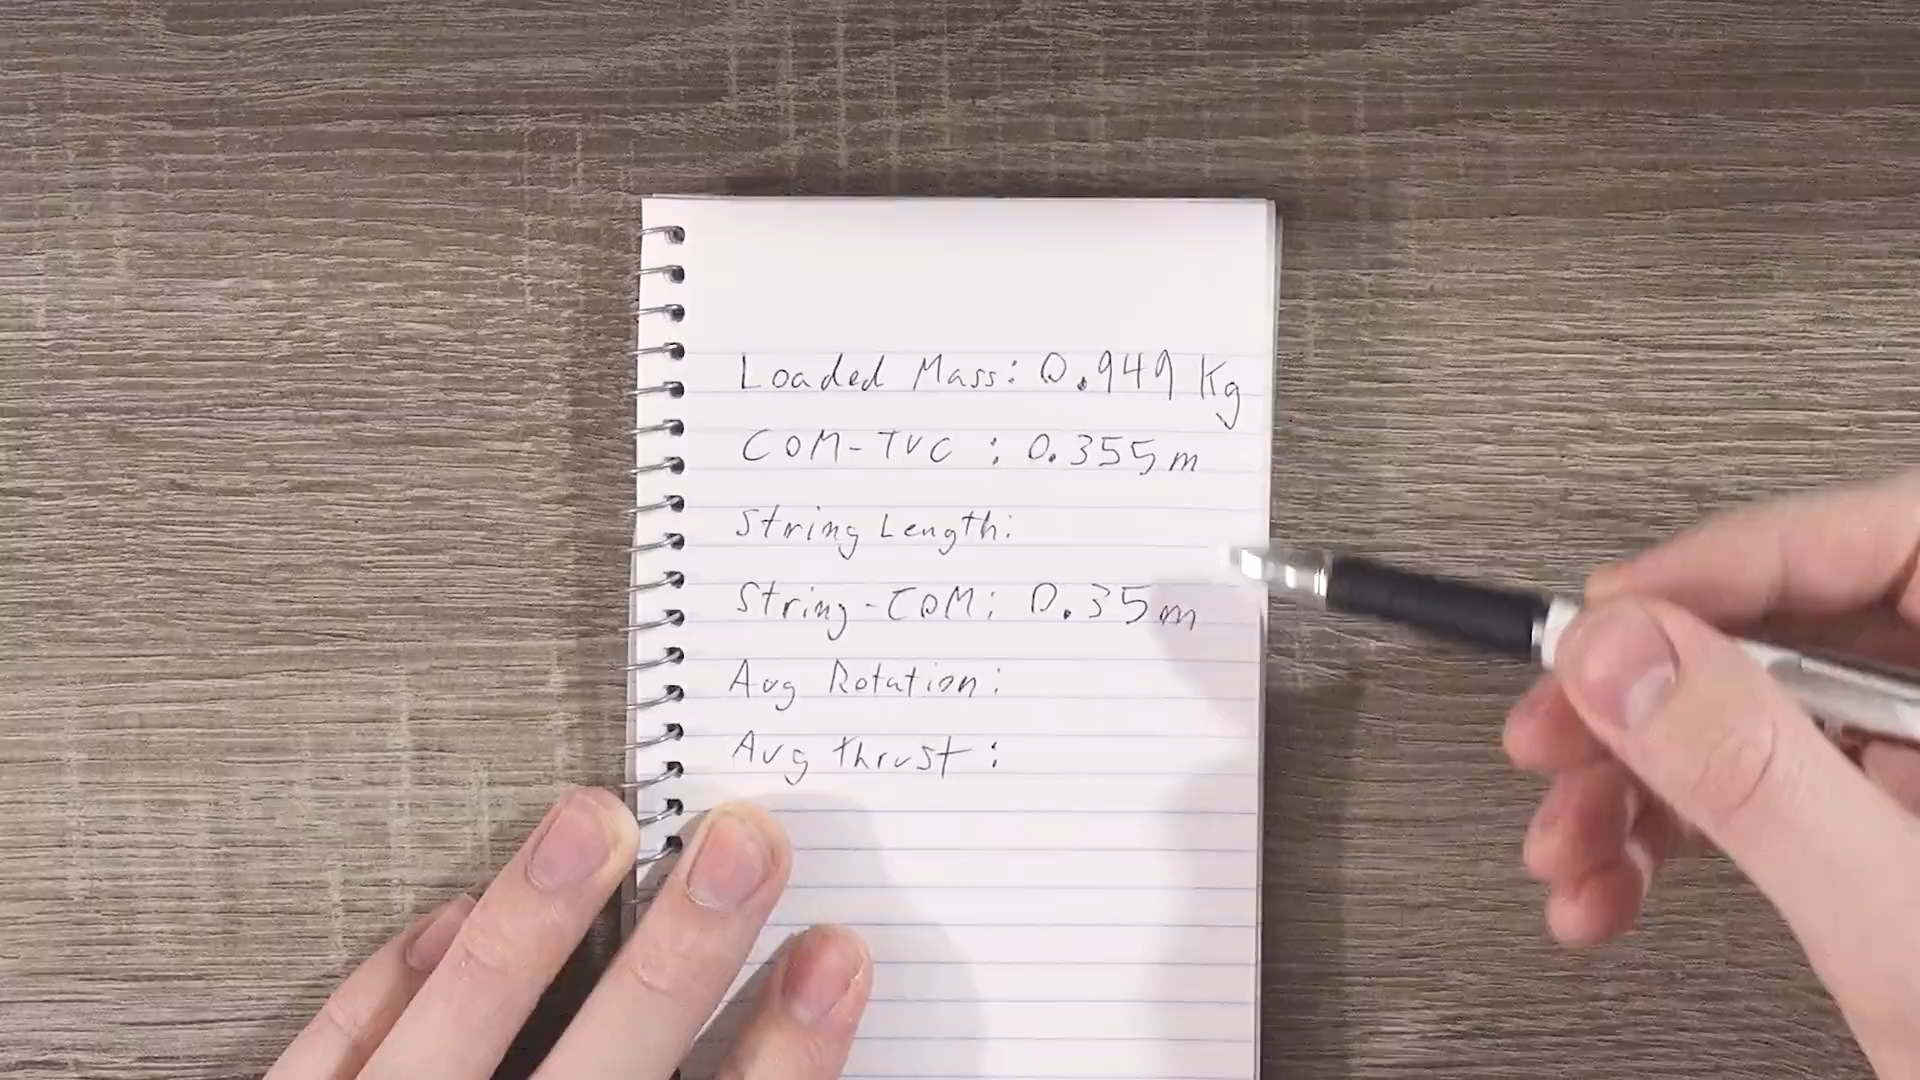 Loaded Mass: 0.949 Kg
COM-TVC : 0.355m
String Length:
String-COM: 0.35m
Avg Rotation:
Avg thrust :